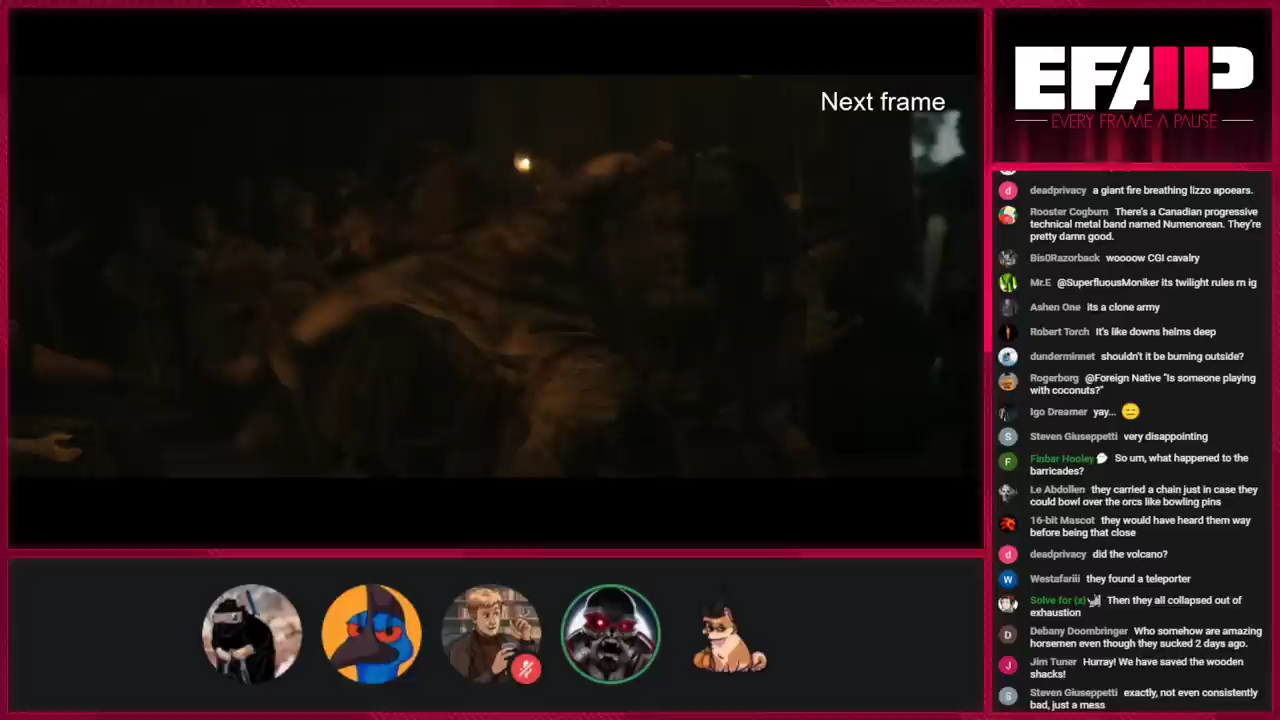 Next frame
EFAP
EVERY FRAME A PAUSE
deadprivacy a giant fire breathing lizzo apoears.
Rooster Cogburn There's a Canadian progressive
technical metal band named Numenorean. They're
pretty damn good.
Bis0Razorback woooow CGI cavalry
Mr.E @SuperfluousMoniker its twilight rules rn ig
Ashen One its a clone army
Robert Torch It's like downs helms deep
dunderminnet shouldn't it be burning outside?
Rogerborg @Foreign Native "Is someone playing
with coconuts?"
Igo Dreamer yay...
Steven Giuseppetti very disappointing
Finbar Hooley So um, what happened to the
barricades?
Le Abdollen they carried a chain just in case they
could bowl over the orcs like bowling pins
16-bit Mascot they would have heard them way
before being that close
deadprivacy did the volcano?
Westafariii they found a teleporter
Solve for (x) Then they all collapsed out of
exhaustion
Debany Doombringer Who somehow are amazing
horsemen even though they sucked 2 days ago.
Jim Tuner Hurray! We have saved the wooden
shacks!
Steven Giuseppetti exactly, not even consistently
bad, just a mess